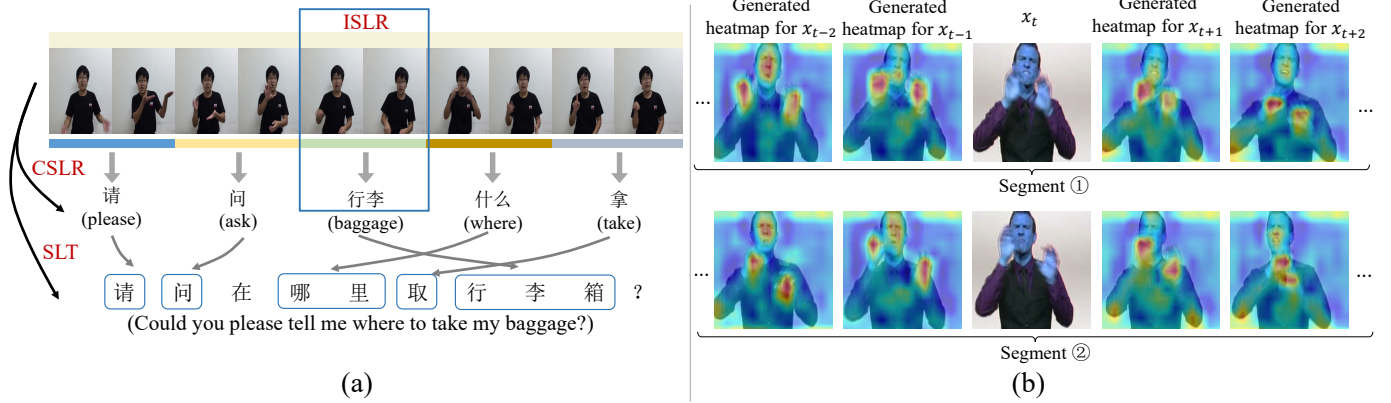 ISLR
CSLR
请 问 行李 什么 拿
(please) (ask) (baggage) (where) (take)
SLT
请 问 在 哪 里 取 行 李 箱 ?
(Could you please tell me where to take my baggage?)
(a)
Generated heatmap for x_{t−2}
Generated heatmap for x_{t−1}
x_t
Generated heatmap for x_{t+1}
Generated heatmap for x_{t+2}
... ...
Segment ①
... ...
Segment ②
(b)